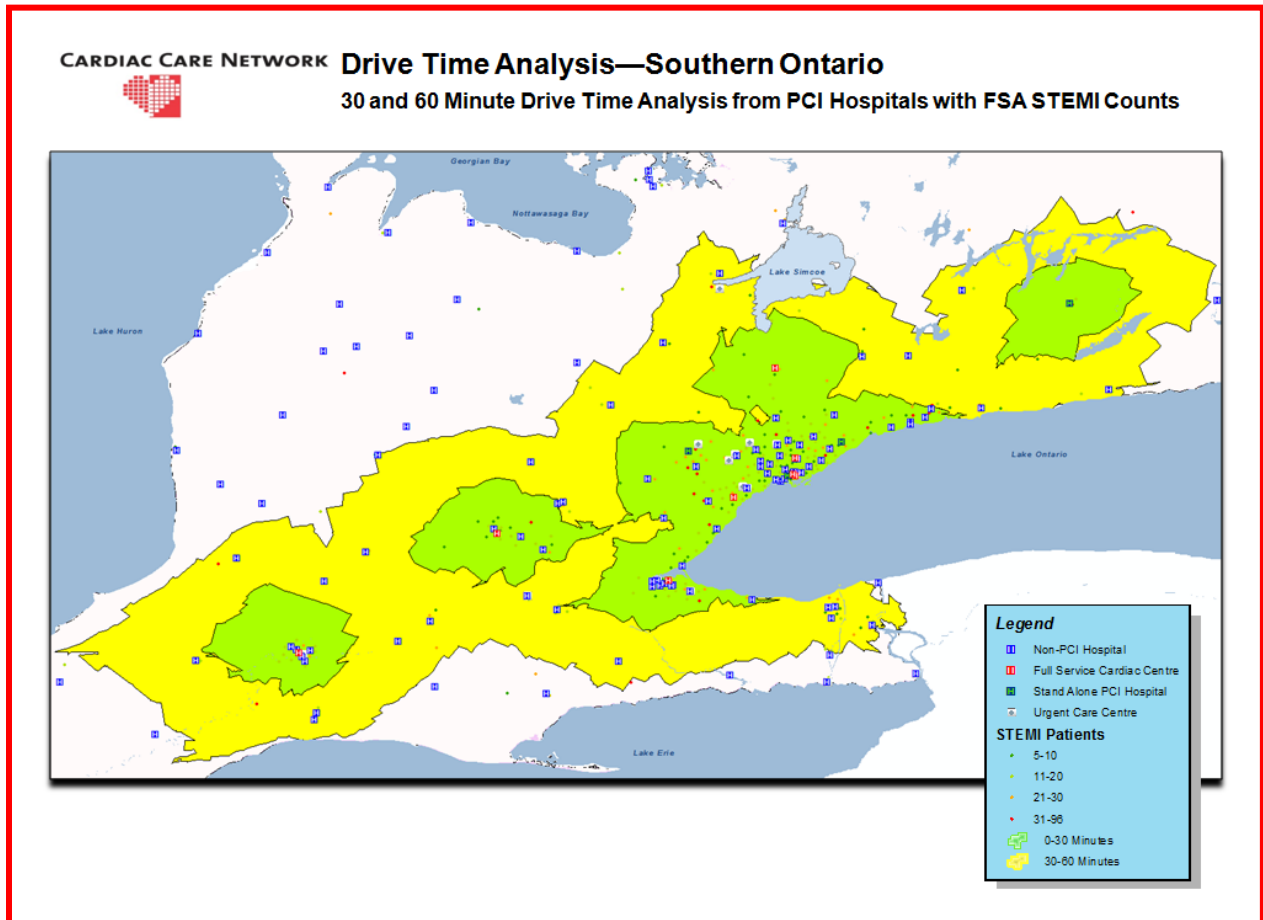 CARDIAC CARE NETWORK
Drive Time Analysis—Southern Ontario
30 and 60 Minute Drive Time Analysis from PCI Hospitals with FSA STEMI Counts
Georgian Bay
Nottawasaga Bay
Lake Simcoe
Lake Huron
Lake Ontario
Lake Erie
Legend
H Non-PCI Hospital
H Full Service Cardiac Centre
H Stand Alone PCI Hospital
Urgent Care Centre
STEMI Patients
5-10
11-20
21-30
31-96
0-30 Minutes
30-60 Minutes